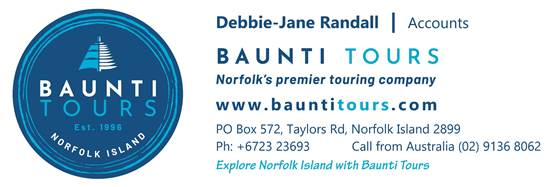 BAUNTI
TOURS
Est. 1996
NORFOLK ISLAND
Debbie-Jane Randall | Accounts
BAUNTI TOURS
Norfolk's premier touring company
www.bauntitours.com
PO Box 572, Taylors Rd, Norfolk Island 2899
Ph: +6723 23693 Call from Australia (02) 9136 8062
Explore Norfolk Island with Baunti Tours